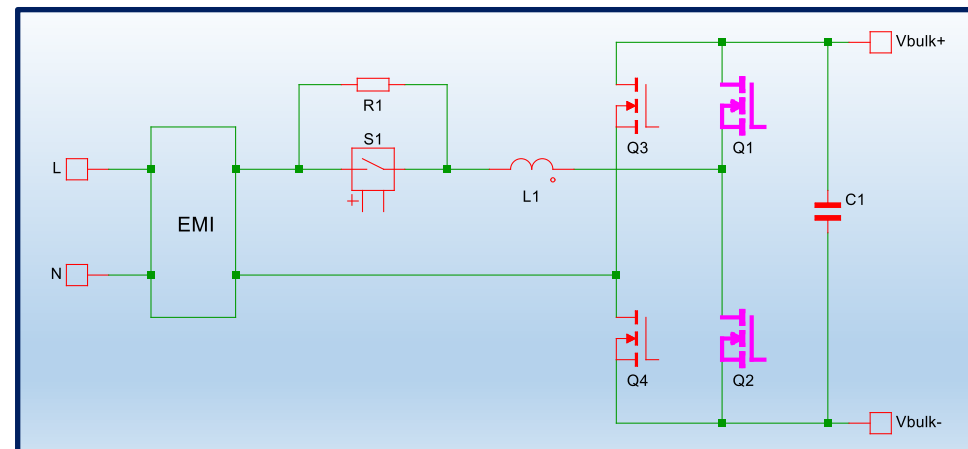 Vbulk+
R1
Q3
Q1
S1
L
+
L1
C1
EMI
N
Q4
Q2
Vbulk-